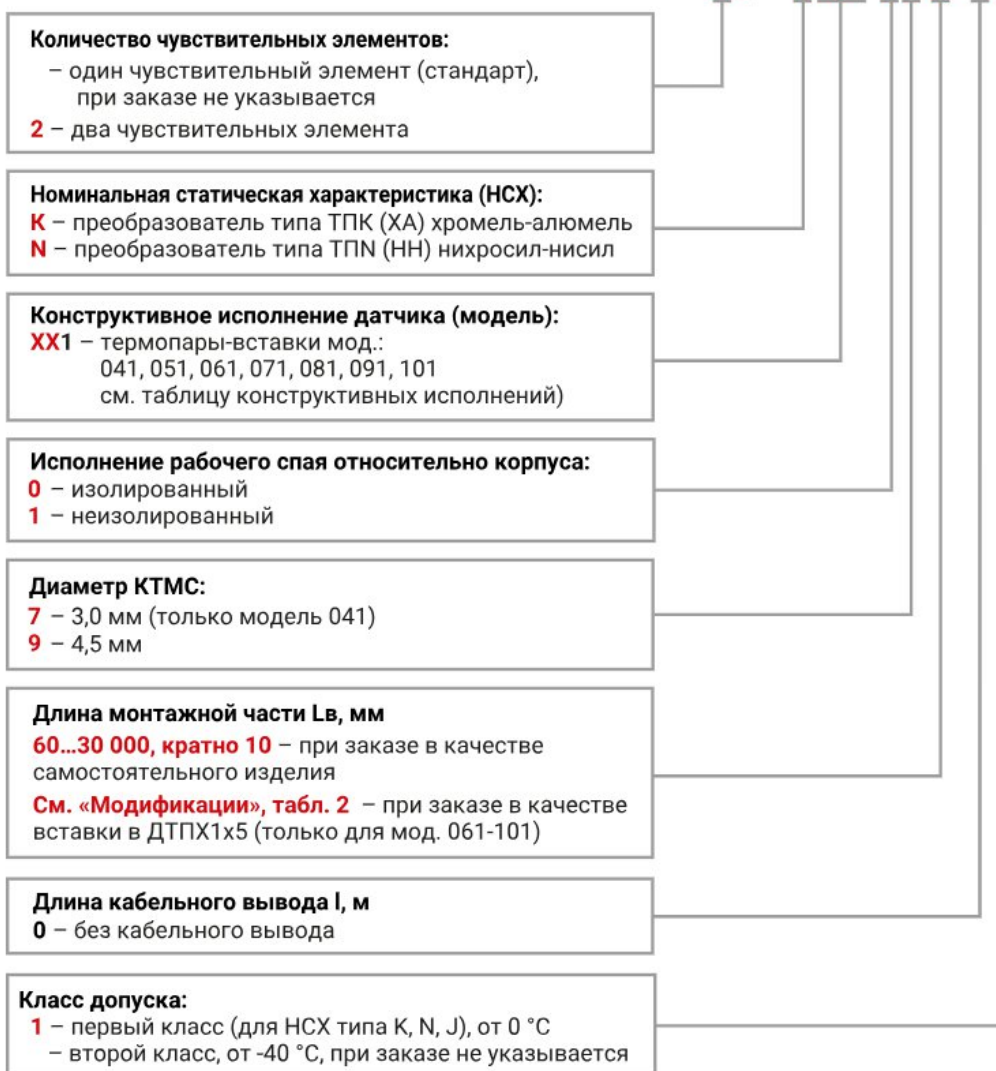 Количество чувствительных элементов:
– один чувствительный элемент (стандарт),
при заказе не указывается
2 – два чувствительных элемента
Номинальная статическая характеристика (НСХ):
К – преобразователь типа ТПК (ХА) хромель-алюмель
N – преобразователь типа ТПN (НН) нихросил-нисил
Конструктивное исполнение датчика (модель):
ХХ1 – термопары-вставки мод.:
041, 051, 061, 071, 081, 091, 101
см. таблицу конструктивных исполнений)
Исполнение рабочего спая относительно корпуса:
0 – изолированный
1 – неизолированный
Диаметр КТМС:
7 – 3,0 мм (только модель 041)
9 – 4,5 мм
Длина монтажной части Lв, мм
60...30 000, кратно 10 – при заказе в качестве
самостоятельного изделия
См. «Модификации», табл. 2 – при заказе в качестве
вставки в ДТПХ1х5 (только для мод. 061-101)
Длина кабельного вывода l, м
0 – без кабельного вывода
Класс допуска:
1 – первый класс (для НСХ типа K, N, J), от 0 °С
– второй класс, от -40 °С, при заказе не указывается